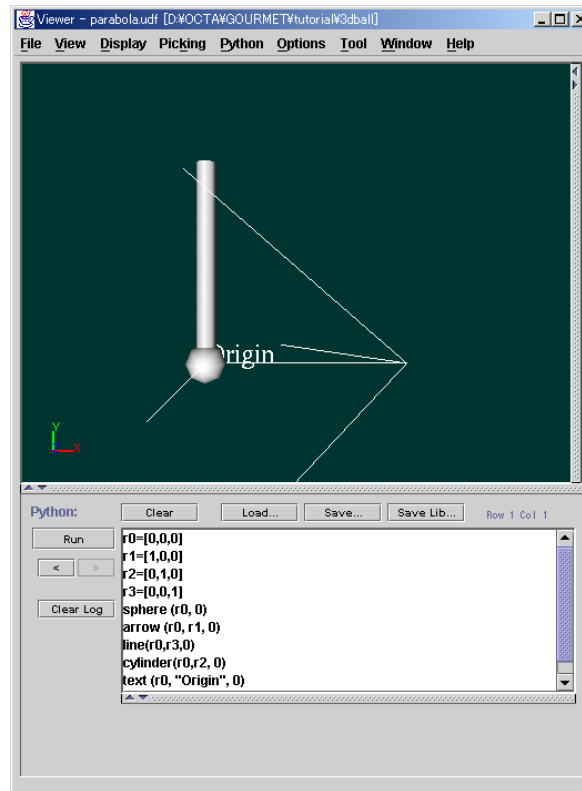 Viewer - parabola.udf [D:¥OCTA¥GOURMET¥tutorial¥3dball]
File View Display Picking Python Options Tool Window Help
Origin
Y
X
Python:
Clear Load... Save... Save Lib... Row 1 Col 1
Run
< >
Clear Log
r0=[0,0,0]
r1=[1,0,0]
r2=[0,1,0]
r3=[0,0,1]
sphere (r0, 0)
arrow (r0, r1, 0)
line(r0,r3,0)
cylinder(r0,r2, 0)
text (r0, "Origin", 0)